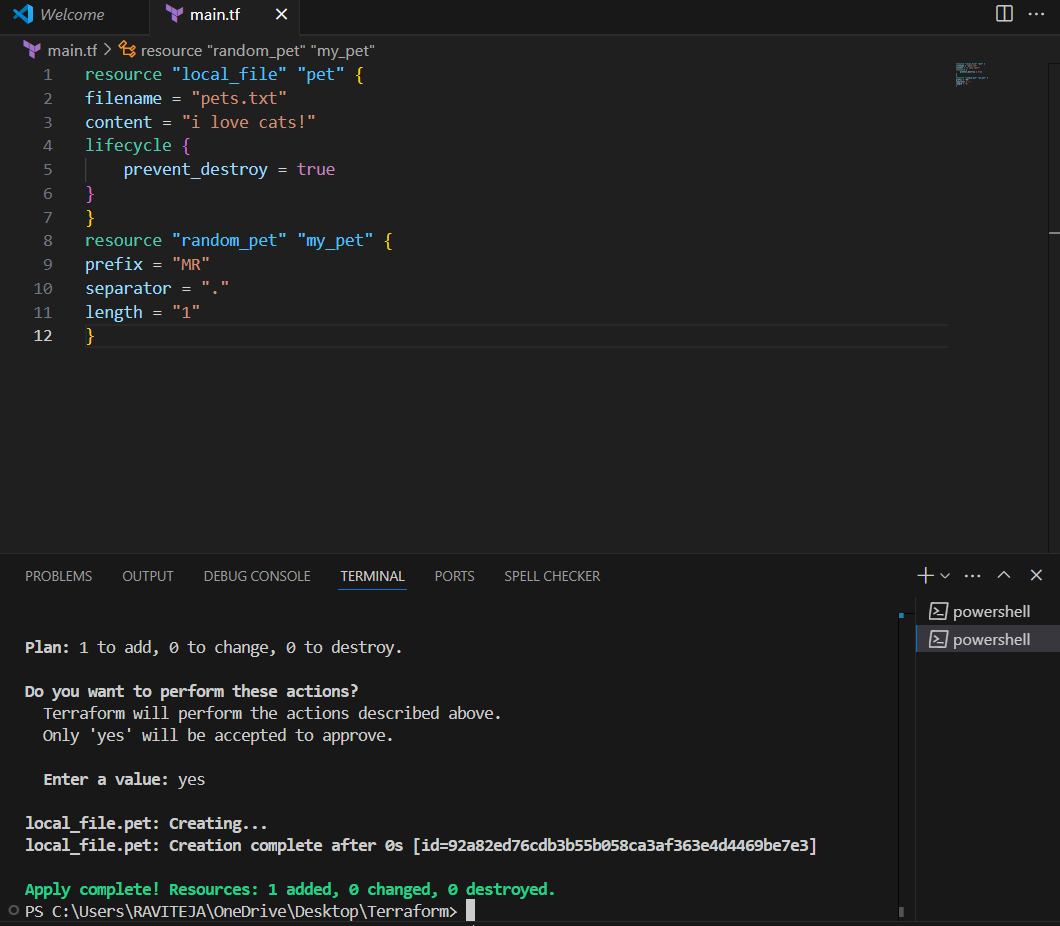 Welcome
main.tf
main.tf > resource "random_pet" "my_pet"
1 resource "local_file" "pet" {
2 filename = "pets.txt"
3 content = "i love cats!"
4 lifecycle {
5     prevent_destroy = true
6 }
7 }
8 resource "random_pet" "my_pet" {
9 prefix = "MR"
10 separator = "."
11 length = "1"
12 }
PROBLEMS OUTPUT DEBUG CONSOLE TERMINAL PORTS SPELL CHECKER
powershell
powershell
Plan: 1 to add, 0 to change, 0 to destroy.
Do you want to perform these actions?
  Terraform will perform the actions described above.
  Only 'yes' will be accepted to approve.
  Enter a value: yes
local_file.pet: Creating...
local_file.pet: Creation complete after 0s [id=92a82ed76cdb3b55b058ca3af363e4d4469be7e3]
Apply complete! Resources: 1 added, 0 changed, 0 destroyed.
PS C:\Users\RAVITEJA\OneDrive\Desktop\Terraform>